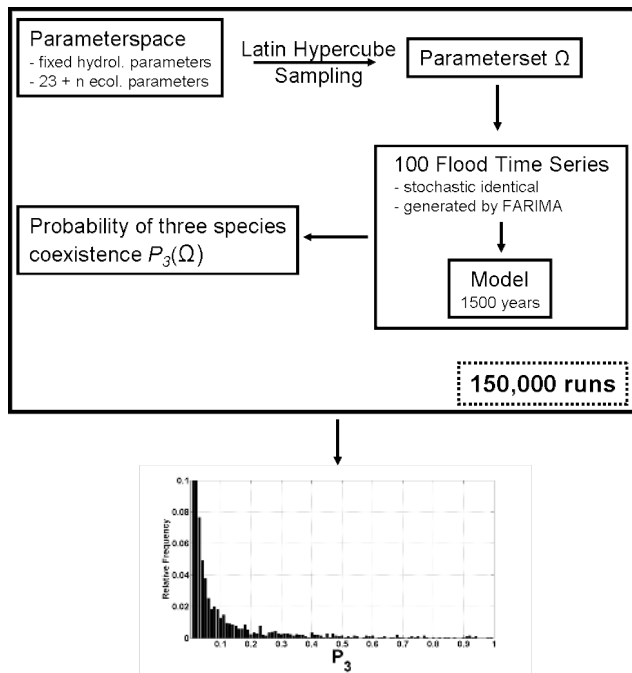 Parameterspace
- fixed hydrol. parameters
- 23 + n ecol. parameters
Latin Hypercube
Sampling
Parameterset Ω
100 Flood Time Series
- stochastic identical
- generated by FARIMA
Model
1500 years
Probability of three species
coexistence P₃(Ω)
150,000 runs
Relative Frequency
0.1
0.08
0.06
0.04
0.02
0
0.1 0.2 0.3 0.4 0.5 0.6 0.7 0.8 0.9 1
P₃